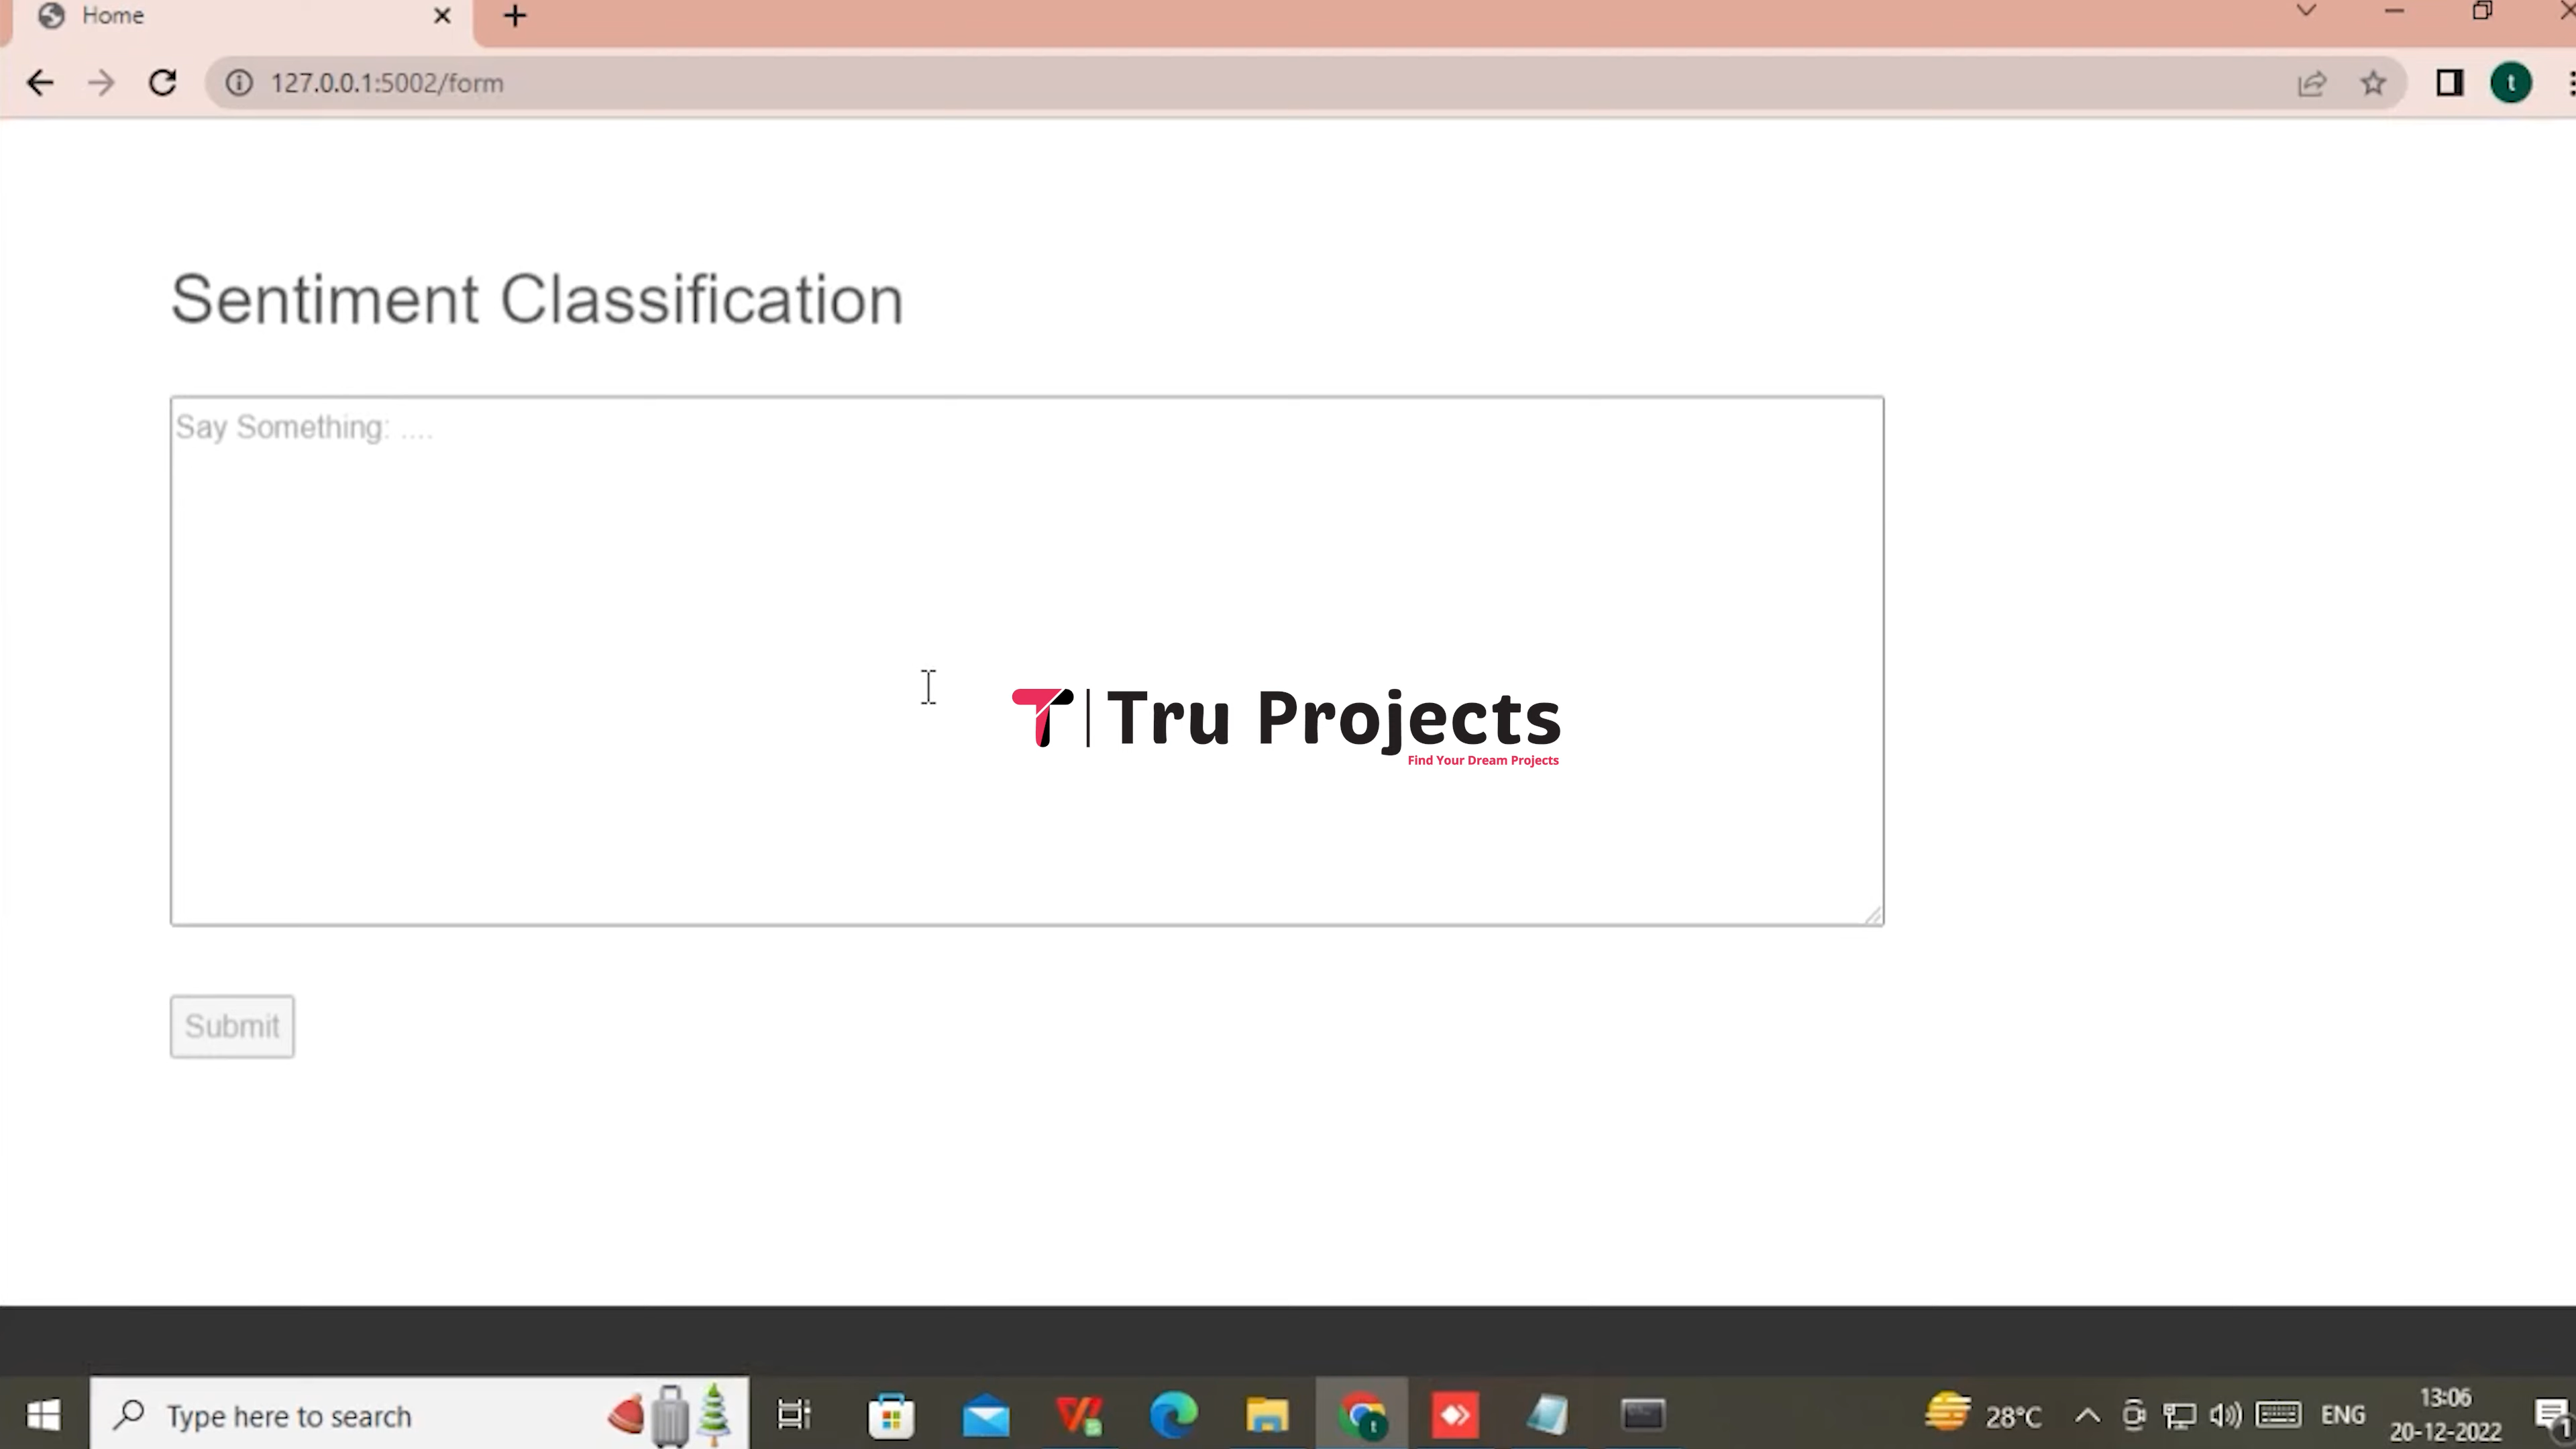 Home
127.0.0.1:5002/form
t
Sentiment Classification
Say Something: ....
Tru Projects
Find Your Dream Projects
Submit
Type here to search
28°C
ENG
13:06
20-12-2022